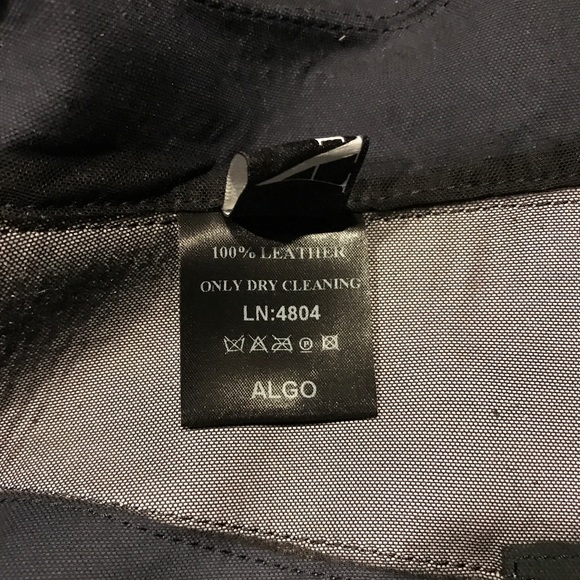 100% LEATHER
ONLY DRY CLEANING
LN:4804
P
ALGO